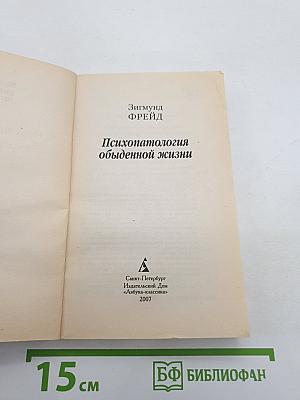 Зигмунд
ФРЕЙД
Психопатология
обыденной жизни
Санкт-Петербург
Издательский Дом
«Азбука-классика»
2007
15 см
БФ БИБЛИОФАН